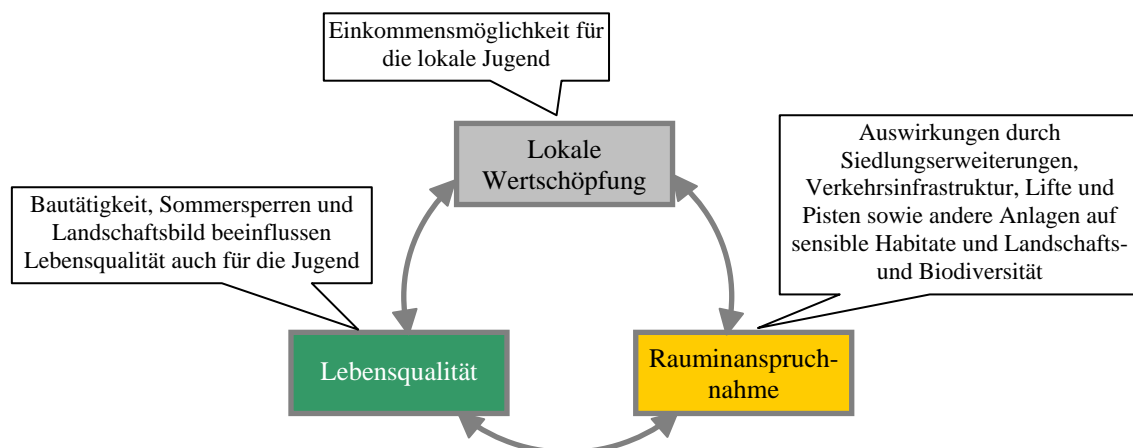 Einkommensmöglichkeit für
die lokale Jugend
Lokale
Wertschöpfung
Auswirkungen durch
Siedlungserweiterungen,
Verkehrsinfrastruktur, Lifte und
Pisten sowie andere Anlagen auf
sensible Habitate und Landschafts-
und Biodiversität
Bautätigkeit, Sommersperren und
Landschaftsbild beeinflussen
Lebensqualität auch für die Jugend
Lebensqualität
Rauminanspruch-
nahme